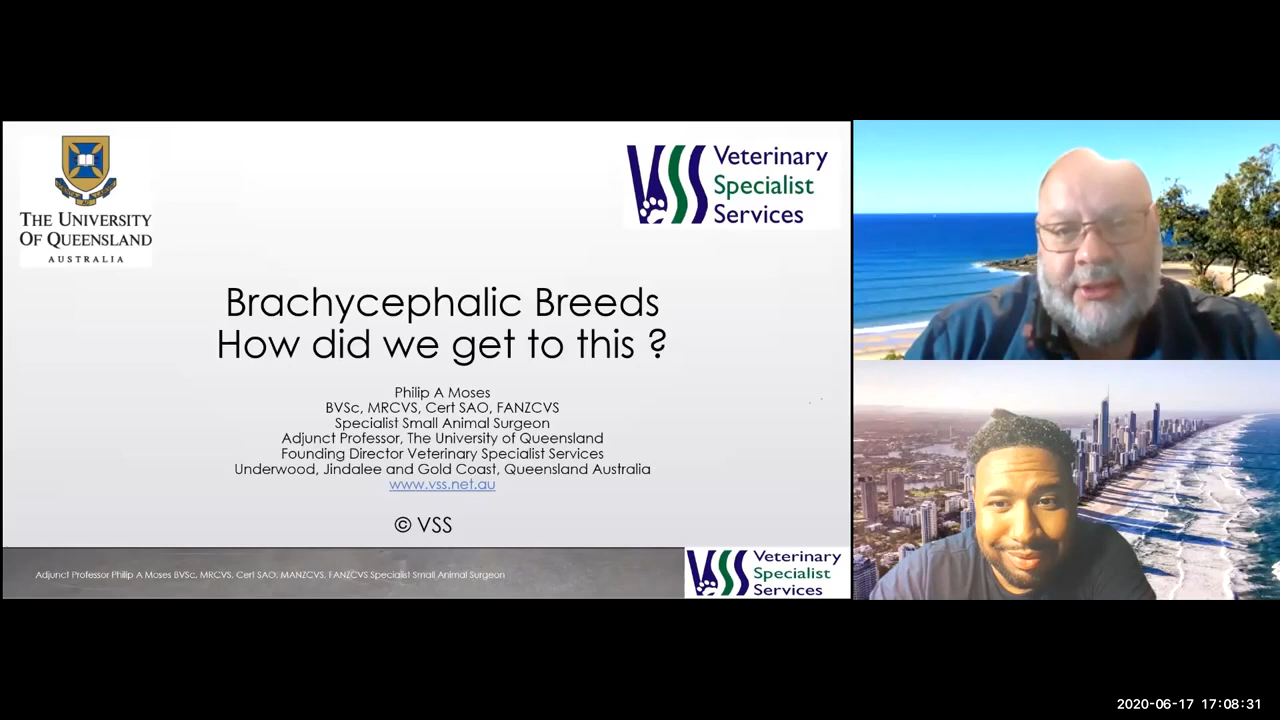 THE UNIVERSITY
OF QUEENSLAND
AUSTRALIA
VSS Veterinary
Specialist
Services
Brachycephalic Breeds
How did we get to this ?
Philip A Moses
BVSc, MRCVS, Cert SAO, FANZCVS
Specialist Small Animal Surgeon
Adjunct Professor, The University of Queensland
Founding Director Veterinary Specialist Services
Underwood, Jindalee and Gold Coast, Queensland Australia
www.vss.net.au
© VSS
Adjunct Professor Philip A Moses BVSc, MRCVS, Cert SAO, MANZCVS, FANZCVS Specialist Small Animal Surgeon
VSS Veterinary
Specialist
Services
2020-06-17 17:08:31